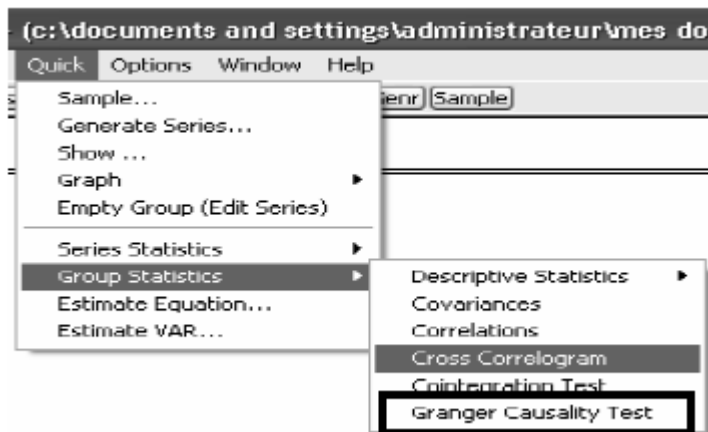 (c:\documents and settings\administrateur\mes do
Quick Options Window Help
Sample...
Generate Series...
Show ...
Graph
Empty Group (Edit Series)
Series Statistics
Group Statistics
Estimate Equation...
Estimate VAR...
Sample
Descriptive Statistics
Covariances
Correlations
Cross Correlogram
Cointegration Test
Granger Causality Test